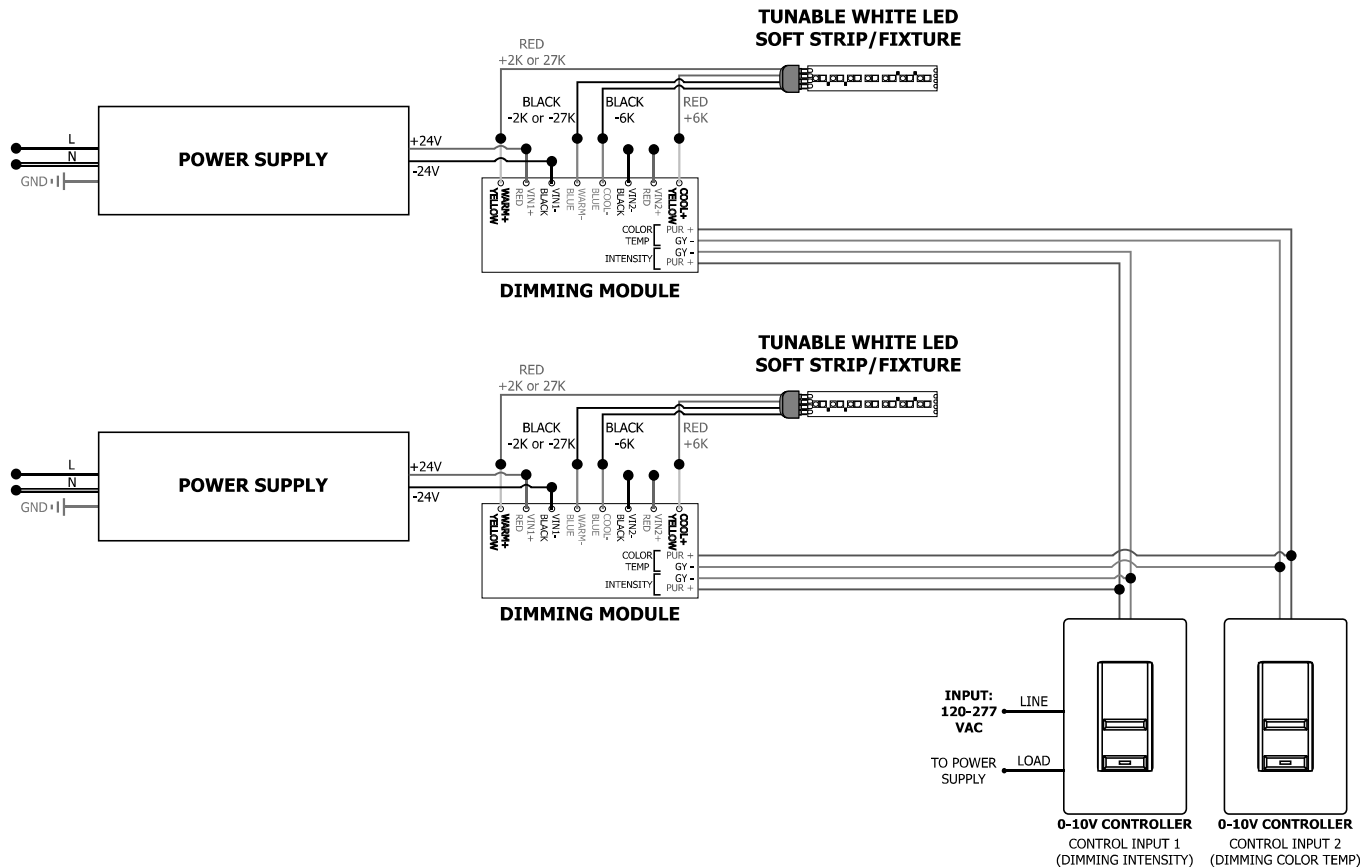 TUNABLE WHITE LED
SOFT STRIP/FIXTURE
RED
+2K or 27K
BLACK
-2K or -27K
BLACK
-6K
RED
+6K
L
N
GND
POWER SUPPLY
+24V
-24V
WARM+
YELLOW
VIN1+
RED
VIN1-
BLACK
WARM-
BLUE
COOL-
BLUE
VIN2-
BLACK
VIN2+
RED
COOL+
YELLOW
COLOR
TEMP
PUR +
GY -
INTENSITY
GY -
PUR +
DIMMING MODULE
TUNABLE WHITE LED
SOFT STRIP/FIXTURE
RED
+2K or 27K
BLACK
-2K or -27K
BLACK
-6K
RED
+6K
L
N
GND
POWER SUPPLY
+24V
-24V
WARM+
YELLOW
VIN1+
RED
VIN1-
BLACK
WARM-
BLUE
COOL-
BLUE
VIN2-
BLACK
VIN2+
RED
COOL+
YELLOW
COLOR
TEMP
PUR +
GY -
INTENSITY
GY -
PUR +
DIMMING MODULE
INPUT:
120-277
VAC
LINE
TO POWER
SUPPLY
LOAD
0-10V CONTROLLER
CONTROL INPUT 1
(DIMMING INTENSITY)
0-10V CONTROLLER
CONTROL INPUT 2
(DIMMING COLOR TEMP)